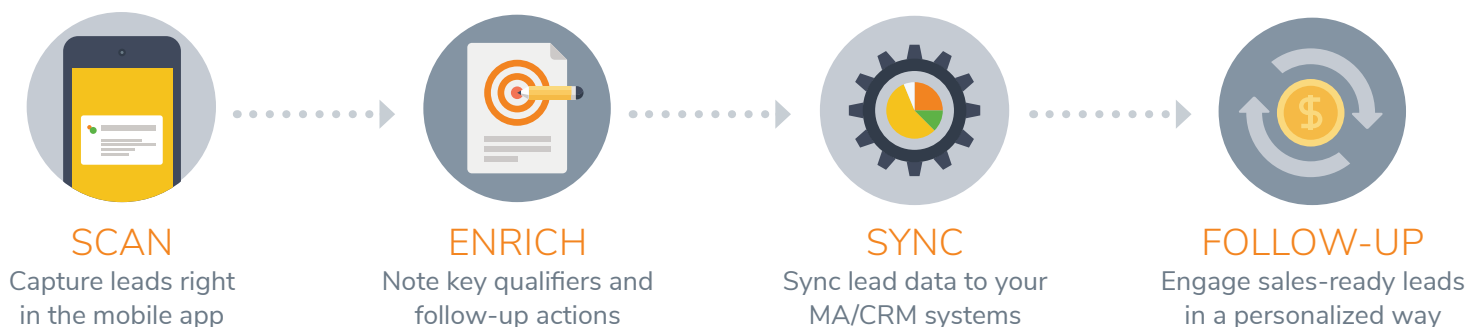 SCAN
Capture leads right
in the mobile app
ENRICH
Note key qualifiers and
follow-up actions
SYNC
Sync lead data to your
MA/CRM systems
FOLLOW-UP
Engage sales-ready leads
in a personalized way
$